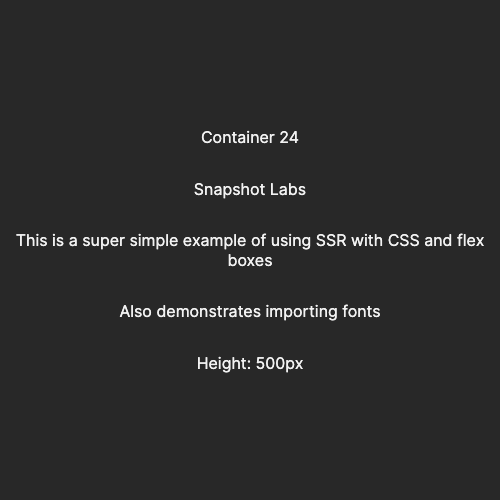 Container 24
Snapshot Labs
This is a super simple example of using SSR with CSS and flex
boxes
Also demonstrates importing fonts
Height: 500px